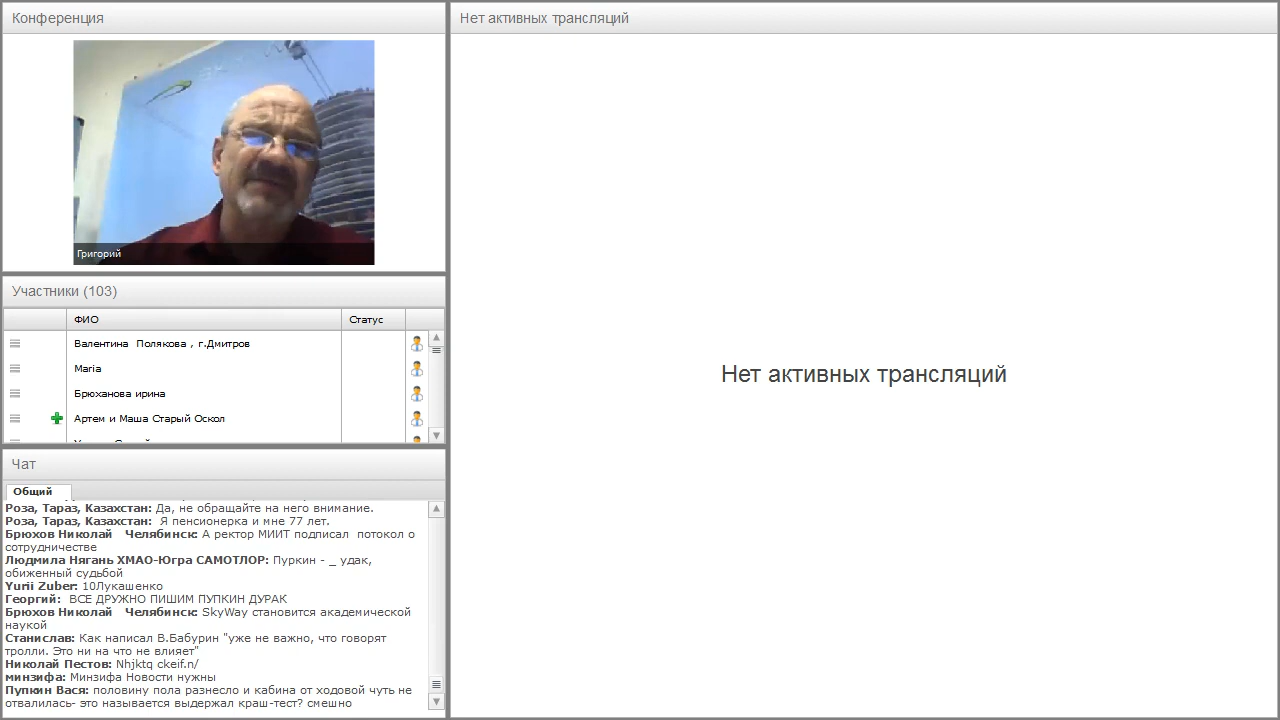 Конференция
Нет активных трансляций
Григорий
Участники (103)
ФИО
Статус
Валентина Полякова , г.Дмитров
Maria
Брюханова ирина
Артем и Маша Старый Оскол
Чат
Общий
Роза, Тараз, Казахстан: Да, не обращайте на него внимание.
Роза, Тараз, Казахстан: Я пенсионерка и мне 77 лет.
Брюхов Николай Челябинск: А ректор МИИТ подписал потокол о
сотрудничестве
Людмила Нягань ХМАО-Югра САМОТЛОР: Пуркин - _ удак,
обиженный судьбой
Yurii Zuber: 10Лукашенко
Георгий: ВСЕ ДРУЖНО ПИШИМ ПУПКИН ДУРАК
Брюхов Николай Челябинск: SkyWay становится академической
наукой
Станислав: Как написал В.Бабурин "уже не важно, что говорят
тролли. Это ни на что не влияет"
Николай Пестов: Nhjktq ckeif.n/
минзифа: Минзифа Новости нужны
Пупкин Вася: половину пола разнесло и кабина от ходовой чуть не
отвалилась- это называется выдержал краш-тест? смешно
Нет активных трансляций